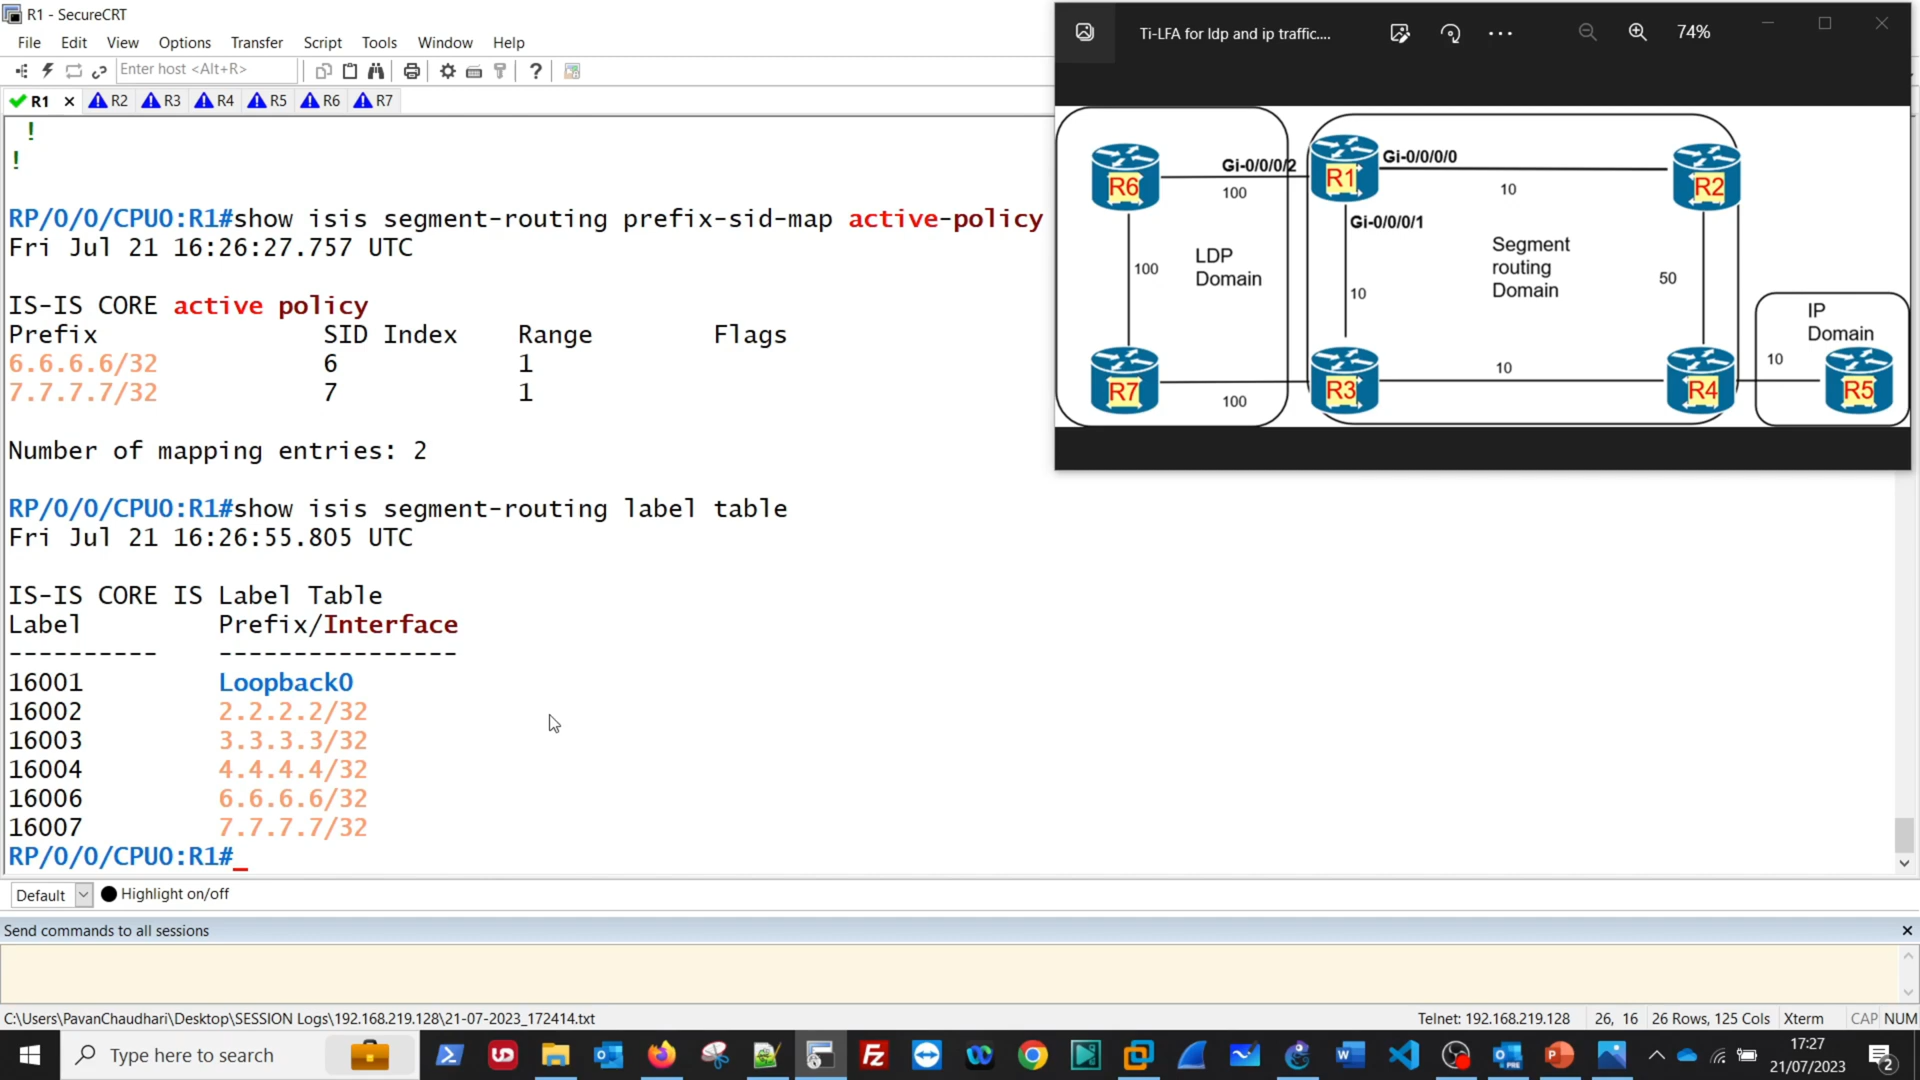 R1 - SecureCRT
File Edit View Options Transfer Script Tools Window Help
Enter host <Alt+R>
R1 × R2 R3 R4 R5 R6 R7
!
!
RP/0/0/CPU0:R1#show isis segment-routing prefix-sid-map active-policy
Fri Jul 21 16:26:27.757 UTC
IS-IS CORE active policy
Prefix SID Index Range Flags
6.6.6.6/32 6 1
7.7.7.7/32 7 1
Number of mapping entries: 2
RP/0/0/CPU0:R1#show isis segment-routing label table
Fri Jul 21 16:26:55.805 UTC
IS-IS CORE IS Label Table
Label Prefix/Interface
---------- ----------------
16001 Loopback0
16002 2.2.2.2/32
16003 3.3.3.3/32
16004 4.4.4.4/32
16006 6.6.6.6/32
16007 7.7.7.7/32
RP/0/0/CPU0:R1#_
Ti-LFA for ldp and ip traffic....
74%
R6
Gi-0/0/0/2
100
R1
Gi-0/0/0/0
10
R2
Gi-0/0/0/1
100
LDP
Domain
10
Segment
routing
Domain
50
IP
Domain
R7
100
R3
10
R4
10
R5
Default
Highlight on/off
Send commands to all sessions
C:\Users\PavanChaudhari\Desktop\SESSION Logs\192.168.219.128\21-07-2023_172414.txt
Telnet: 192.168.219.128 26, 16 26 Rows, 125 Cols Xterm CAP NUM
Type here to search
17:27
21/07/2023
2